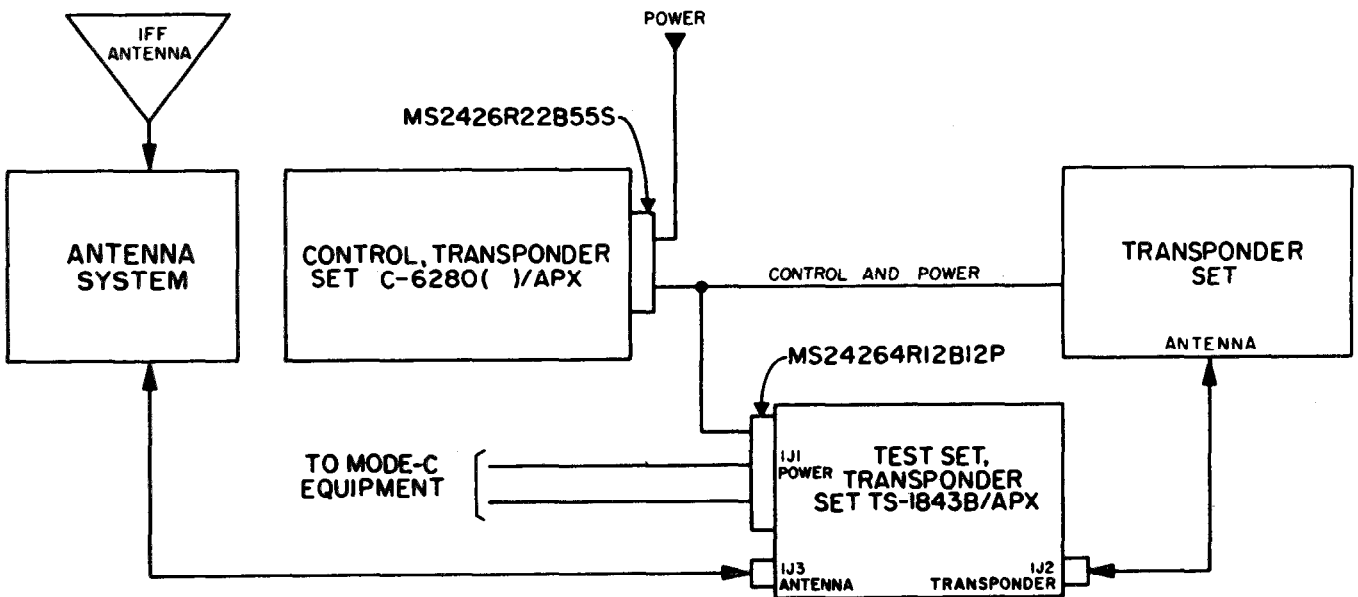 IFF
ANTENNA
POWER
MS2426R22B55S
ANTENNA
SYSTEM
CONTROL, TRANSPONDER
SET C-6280( )/APX
CONTROL AND POWER
TRANSPONDER
SET
ANTENNA
MS24264R12B12P
TO MODE-C
EQUIPMENT
1J1
POWER
TEST SET,
TRANSPONDER
SET TS-1843B/APX
1J3
ANTENNA
1J2
TRANSPONDER